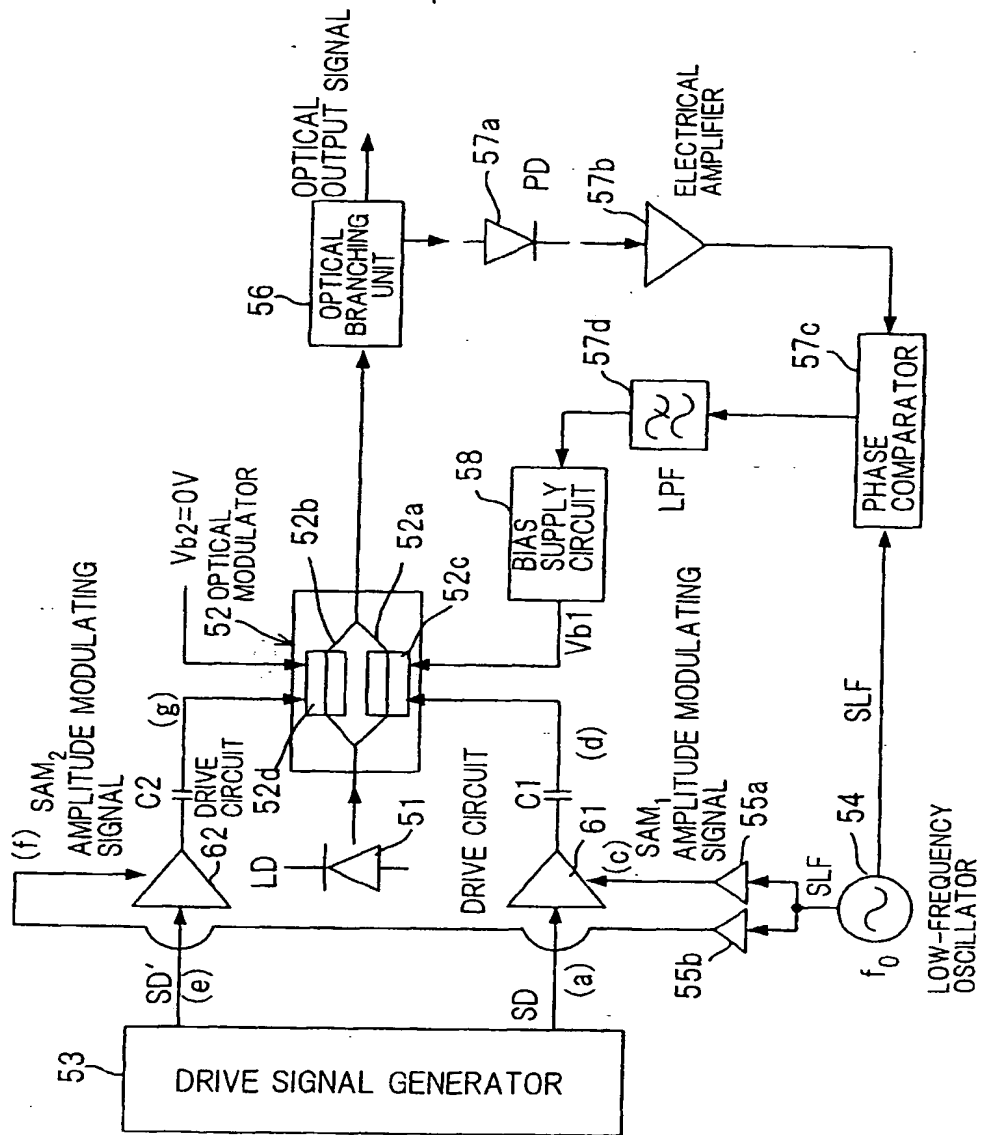 (f)
SAM₂
AMPLITUDE MODULATING
SIGNAL
Vb2=0V
52 OPTICAL
MODULATOR
(g)
C2
62 DRIVE
CIRCUIT
52d
52b
52a
52c
OPTICAL
OUTPUT SIGNAL
56
OPTICAL
BRANCHING
UNIT
57a
PD
57b
ELECTRICAL
AMPLIFIER
SD'
(e)
LD
51
53
DRIVE SIGNAL GENERATOR
SD
(a)
DRIVE CIRCUIT
C1
(d)
61
(c)
SAM₁
AMPLITUDE MODULATING
SIGNAL
55a
55b
Vb1
58
BIAS
SUPPLY
CIRCUIT
57d
LPF
57c
PHASE
COMPARATOR
SLF
SLF
54
f₀
LOW-FREQUENCY
OSCILLATOR